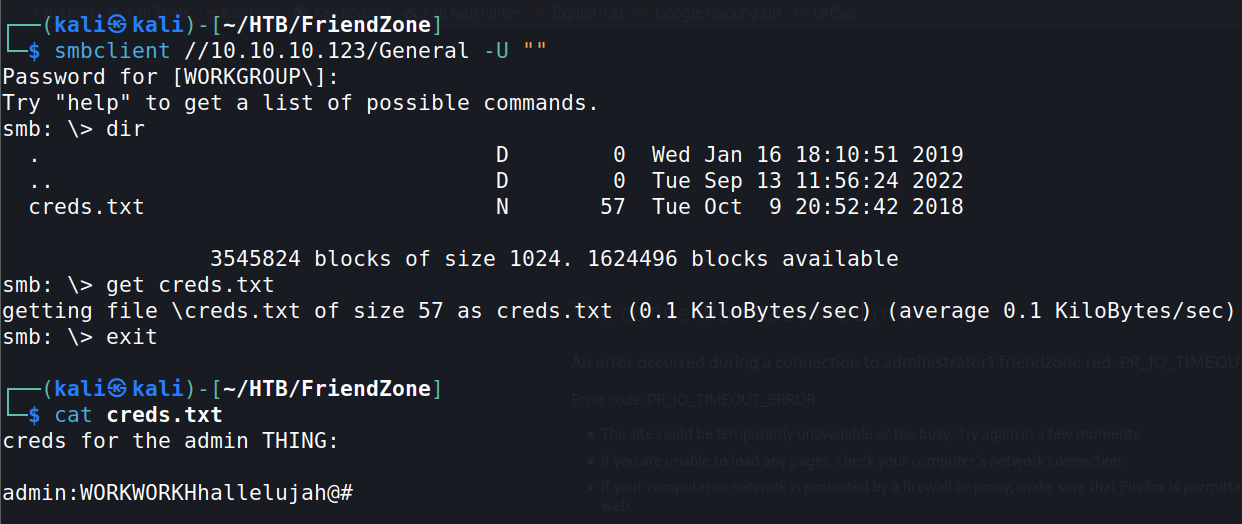 Kali Tools Kali Docs Kali Forums Kali NetHunter Exploit-DB Google Hacking DB OffSec
┌──(kali㉿kali)-[~/HTB/FriendZone]
└─$ smbclient //10.10.10.123/General -U ""
Password for [WORKGROUP\]:
Try "help" to get a list of possible commands.
smb: \> dir
. D 0 Wed Jan 16 18:10:51 2019
.. D 0 Tue Sep 13 11:56:24 2022
creds.txt N 57 Tue Oct 9 20:52:42 2018
3545824 blocks of size 1024. 1624496 blocks available
smb: \> get creds.txt
getting file \creds.txt of size 57 as creds.txt (0.1 KiloBytes/sec) (average 0.1 KiloBytes/sec)
smb: \> exit
An error occurred during a connection to administrator1.friendzone.red. PR_IO_TIMEOU
┌──(kali㉿kali)-[~/HTB/FriendZone]
Error code: PR_IO_TIMEOUT_ERROR
└─$ cat creds.txt
creds for the admin THING:
The site could be temporarily unavailable or too busy. Try again in a few moments.
If you are unable to load any pages, check your computer's network connection.
admin:WORKWORKHhallelujah@#
If your computer or network is protected by a firewall or proxy, make sure that Firefox is permitte
web.